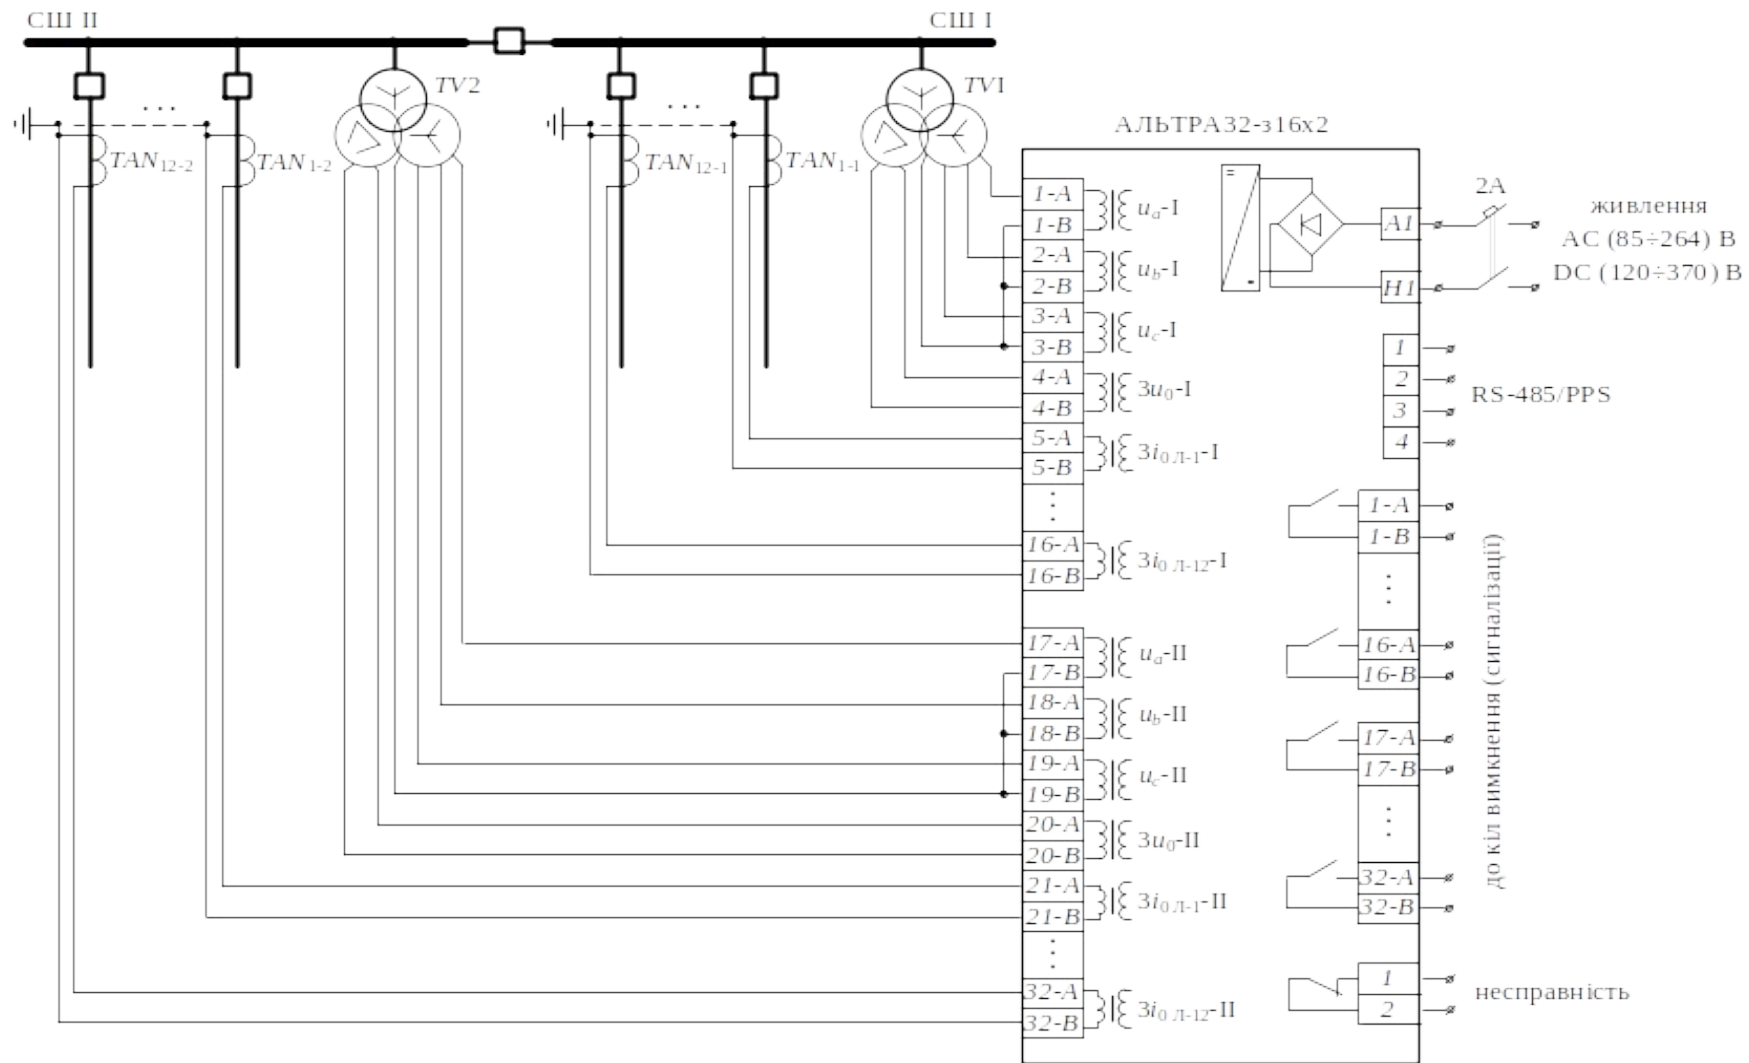 СШ II
СШ I
TV2
TV1
TAN12-2
TAN1-2
TAN12-1
TAN1-1
АЛЬТРА32-з16х2
1-A
1-B
2-A
2-B
3-A
3-B
4-A
4-B
5-A
5-B
⋮
16-A
16-B
17-A
17-B
18-A
18-B
19-A
19-B
20-A
20-B
21-A
21-B
⋮
32-A
32-B
ua-I
ub-I
uc-I
3u0-I
3i0 Л-1-I
3i0 Л-12-I
ua-II
ub-II
uc-II
3u0-II
3i0 Л-1-II
3i0 Л-12-II
=
A1
H1
2А
живлення
АС (85÷264) В
DC (120÷370) В
1
2
3
4
RS-485/PPS
1-A
1-B
⋮
16-A
16-B
17-A
17-B
⋮
32-A
32-B
до кіл вимкнення (сигналізації)
1
2
несправність